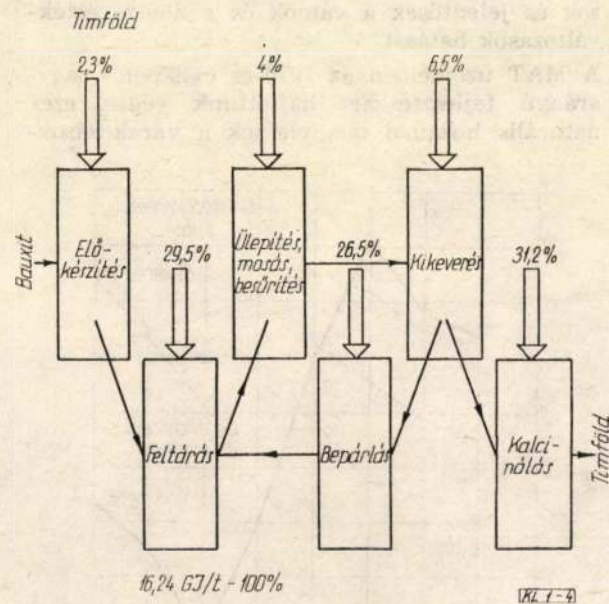 Timföld
2,3%
4%
6,5%
Bauxit
Elő-
készítés
29,5%
Ülepítés,
mosás,
besűrítés
26,5%
Kikeverés
31,2%
Feltárás
Bepárlás
Kalci-
nálás
Timföld
16,24 GJ/t - 100%
KL 1-4